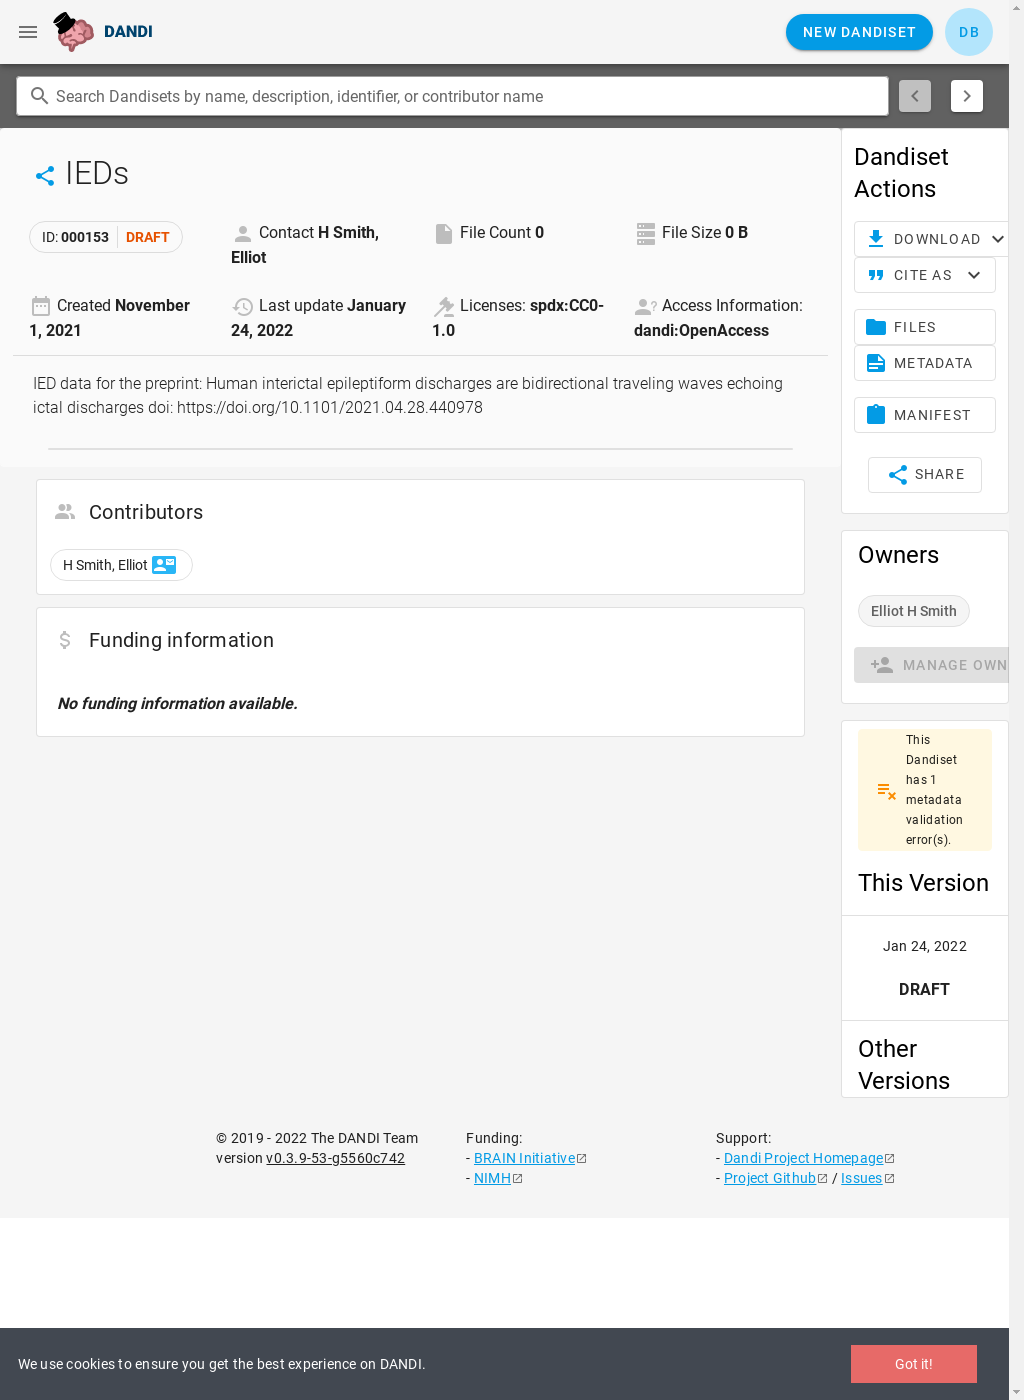 DANDI
NEW DANDISET
DB
Search Dandisets by name, description, identifier, or contributor name
IEDs
ID: 000153 DRAFT
Contact H Smith,
Elliot
File Count 0
File Size 0 B
Created November
1, 2021
Last update January
24, 2022
Licenses: spdx:CC0-
1.0
Access Information:
dandi:OpenAccess
IED data for the preprint: Human interictal epileptiform discharges are bidirectional traveling waves echoing
ictal discharges doi: https://doi.org/10.1101/2021.04.28.440978
Contributors
H Smith, Elliot
Funding information
No funding information available.
Dandiset
Actions
DOWNLOAD
CITE AS
FILES
METADATA
MANIFEST
SHARE
Owners
Elliot H Smith
MANAGE OWN
This
Dandiset
has 1
metadata
validation
error(s).
This Version
Jan 24, 2022
DRAFT
Other
Versions
© 2019 - 2022 The DANDI Team
version v0.3.9-53-g5560c742
Funding:
- BRAIN Initiative
- NIMH
Support:
- Dandi Project Homepage
- Project Github / Issues
We use cookies to ensure you get the best experience on DANDI.
Got it!